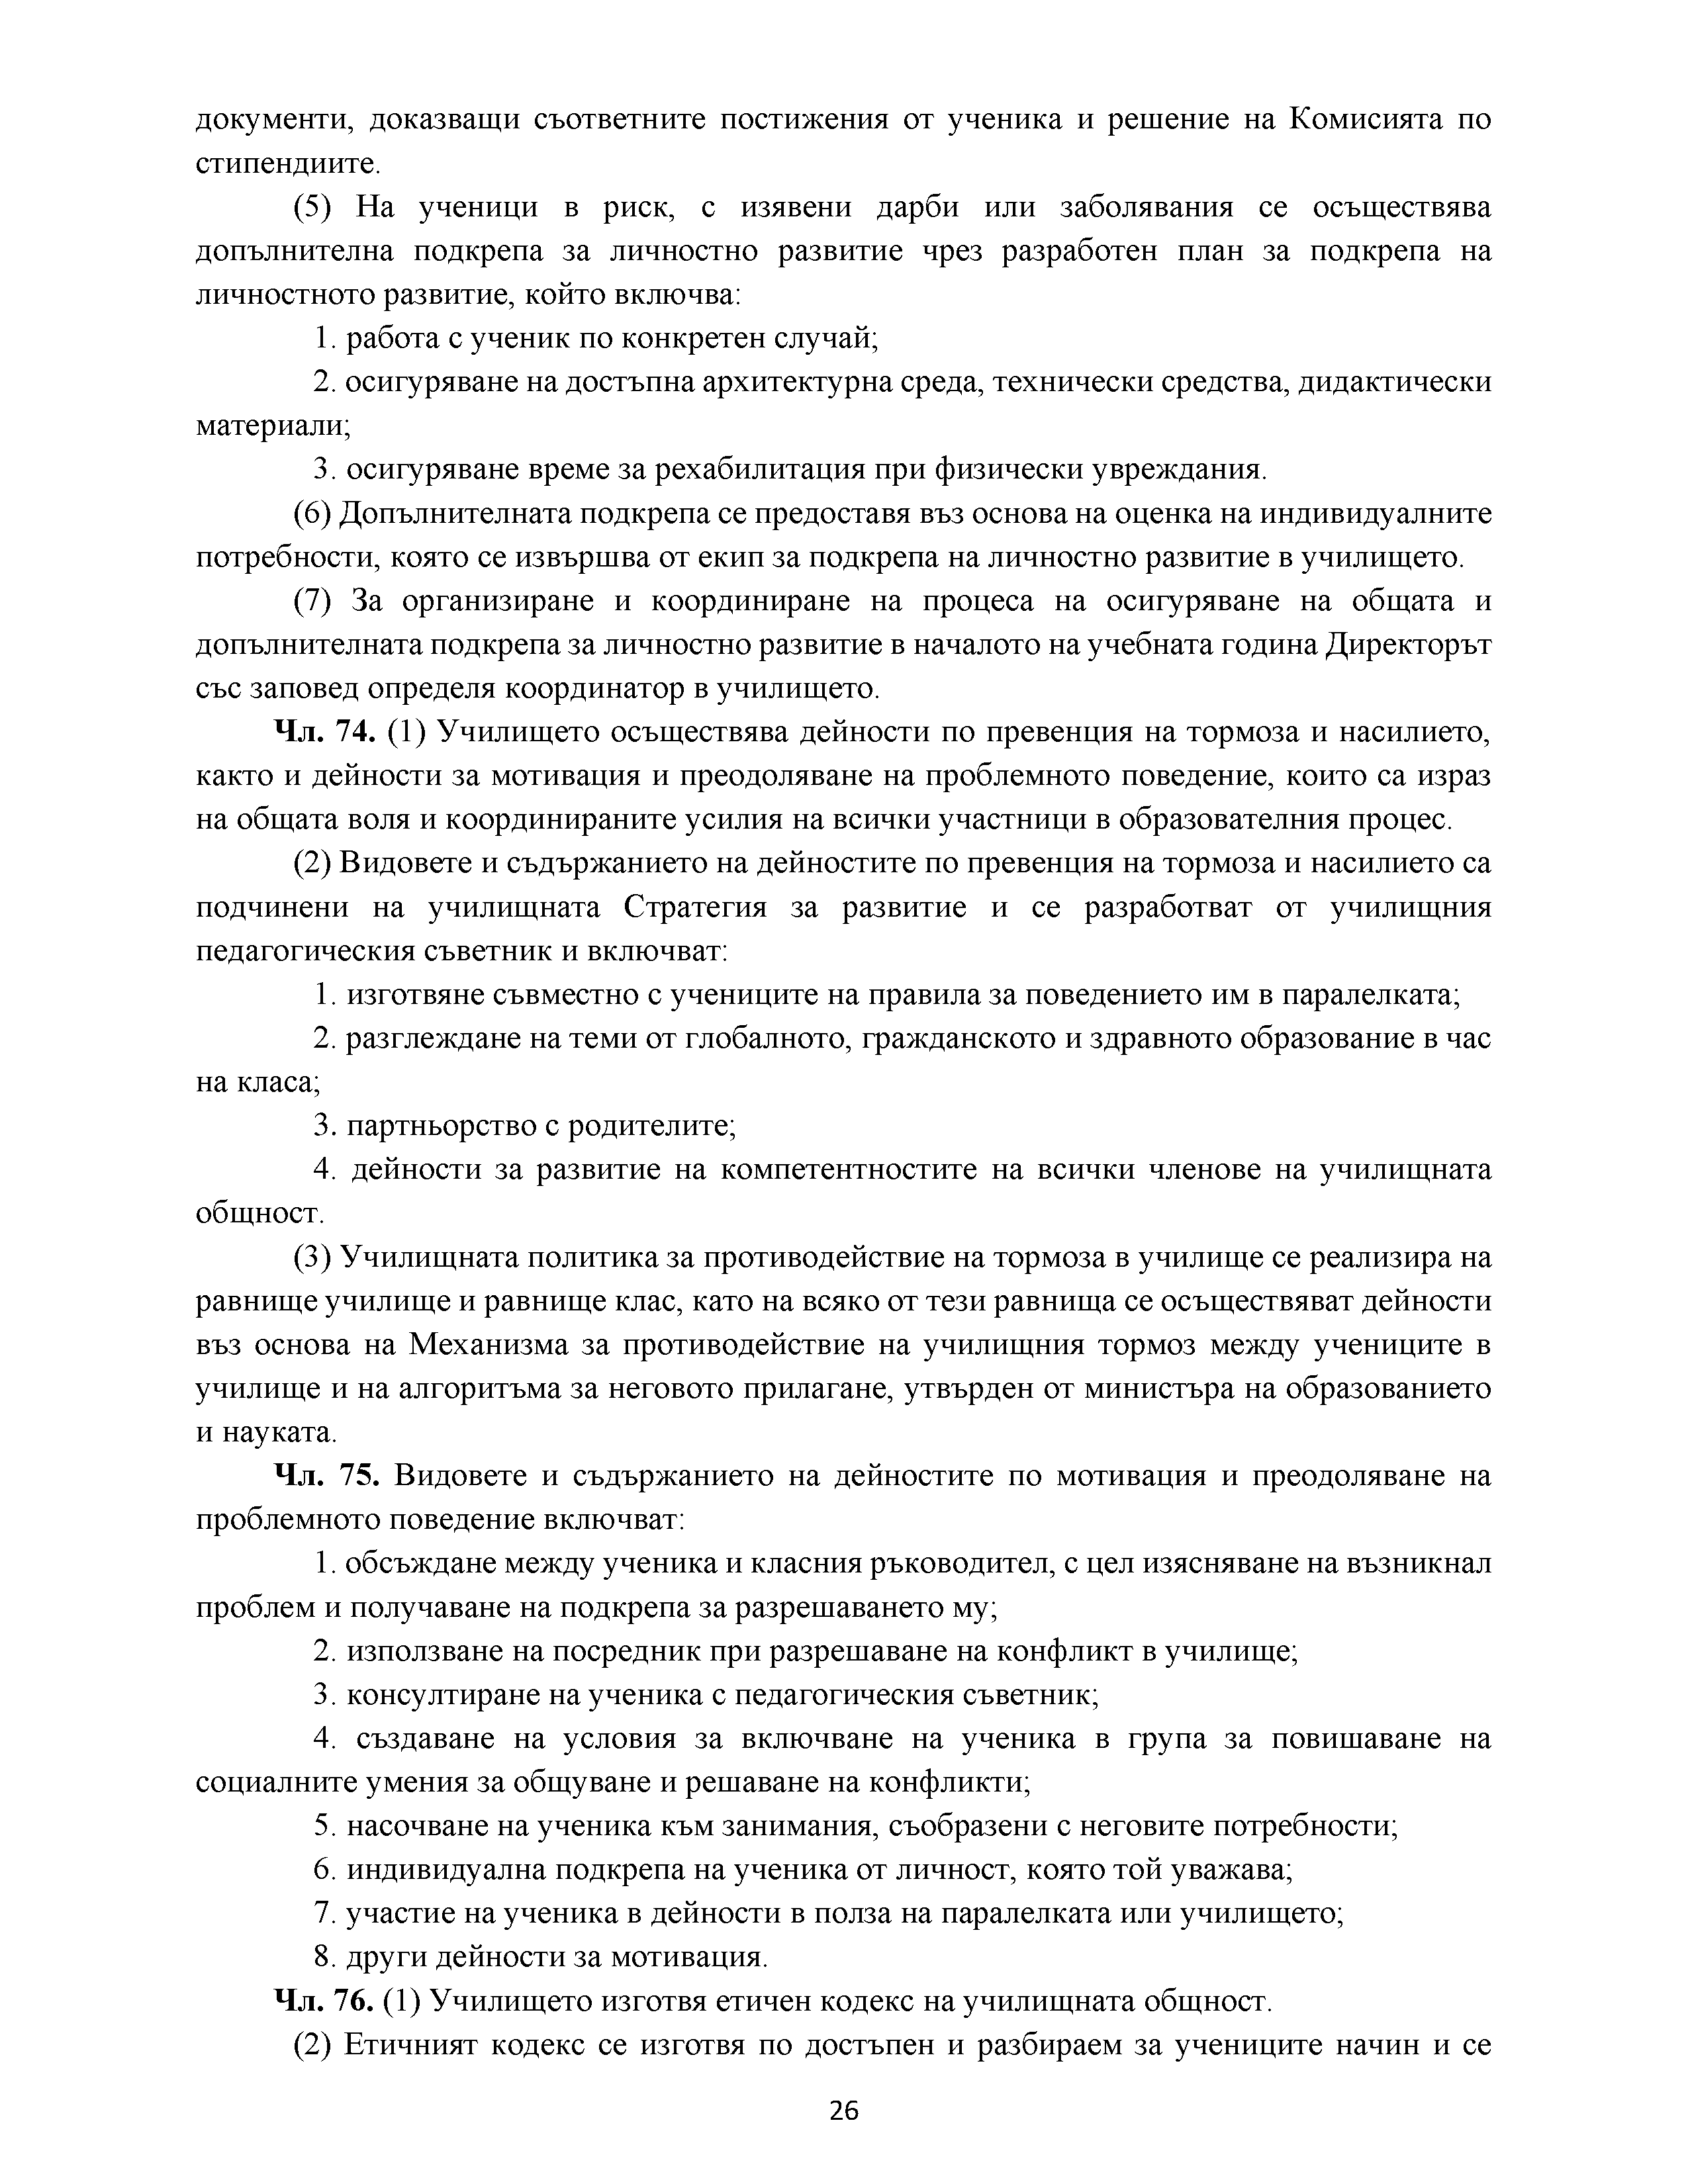 документи, доказващи съответните постижения от ученика и решение на Комисията по
стипендиите.
(5) На ученици в риск, с изявени дарби или заболявания се осъществява
допълнителна подкрепа за личностно развитие чрез разработен план за подкрепа на
личностното развитие, който включва:
1. работа с ученик по конкретен случай;
2. осигуряване на достъпна архитектурна среда, технически средства, дидактически
материали;
3. осигуряване време за рехабилитация при физически увреждания.
(6) Допълнителната подкрепа се предоставя въз основа на оценка на индивидуалните
потребности, която се извършва от екип за подкрепа на личностно развитие в училището.
(7) За организиране и координиране на процеса на осигуряване на общата и
допълнителната подкрепа за личностно развитие в началото на учебната година Директорът
със заповед определя координатор в училището.
Чл. 74. (1) Училището осъществява дейности по превенция на тормоза и насилието,
както и дейности за мотивация и преодоляване на проблемното поведение, които са израз
на общата воля и координираните усилия на всички участници в образователния процес.
(2) Видовете и съдържанието на дейностите по превенция на тормоза и насилието са
подчинени на училищната Стратегия за развитие и се разработват от училищния
педагогическия съветник и включват:
1. изготвяне съвместно с учениците на правила за поведението им в паралелката;
2. разглеждане на теми от глобалното, гражданското и здравното образование в час
на класа;
3. партньорство с родителите;
4. дейности за развитие на компетентностите на всички членове на училищната
общност.
(3) Училищната политика за противодействие на тормоза в училище се реализира на
равнище училище и равнище клас, като на всяко от тези равнища се осъществяват дейности
въз основа на Механизма за противодействие на училищния тормоз между учениците в
училище и на алгоритъма за неговото прилагане, утвърден от министъра на образованието
и науката.
Чл. 75. Видовете и съдържанието на дейностите по мотивация и преодоляване на
проблемното поведение включват:
1. обсъждане между ученика и класния ръководител, с цел изясняване на възникнал
проблем и получаване на подкрепа за разрешаването му;
2. използване на посредник при разрешаване на конфликт в училище;
3. консултиране на ученика с педагогическия съветник;
4. създаване на условия за включване на ученика в група за повишаване на
социалните умения за общуване и решаване на конфликти;
5. насочване на ученика към занимания, съобразени с неговите потребности;
6. индивидуална подкрепа на ученика от личност, която той уважава;
7. участие на ученика в дейности в полза на паралелката или училището;
8. други дейности за мотивация.
Чл. 76. (1) Училището изготвя етичен кодекс на училищната общност.
(2) Етичният кодекс се изготвя по достъпен и разбираем за учениците начин и се
26